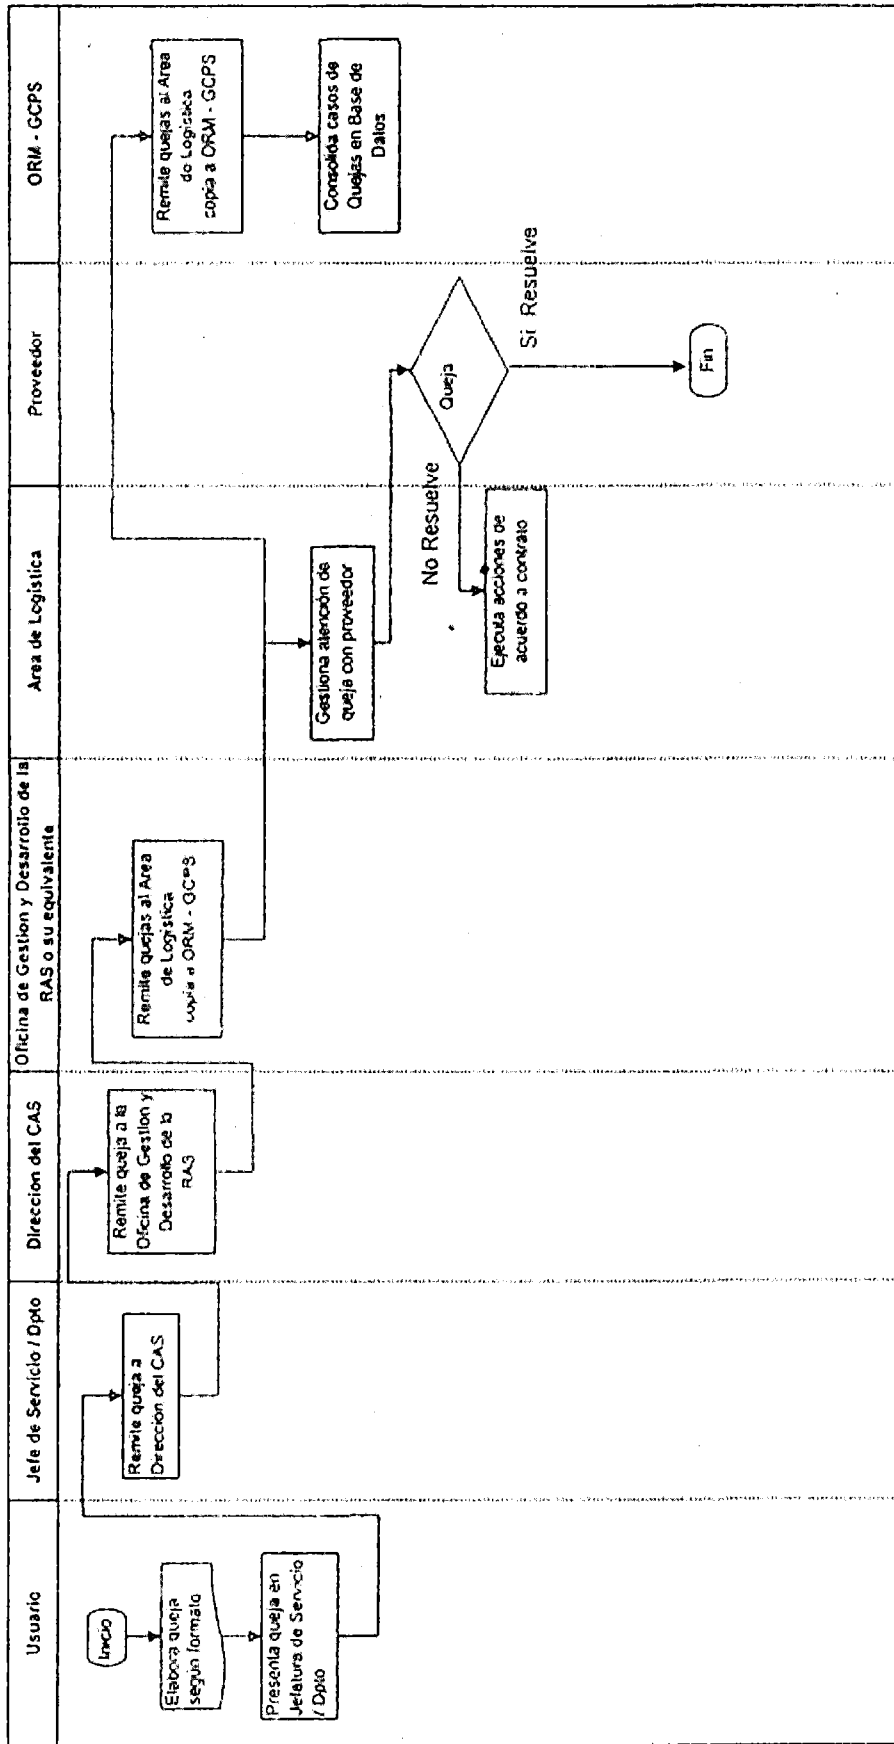 Usuario
Jefe de Servicio / Dpto
Direccion del CAS
Oficina de Gestion y Desarrollo de la
RAS o su equivalente
Area de Logistica
Proveedor
ORM - GCPS
Inicio
Elabora queja
según formato
Presenta queja en
Jefatura de Servicio
/ Dpto
Remite queja a
Dirección del CAS
Remite queja a la
Oficina de Gestion y
Desarrollo de la
RAS
Remite quejas al Area
de Logistica
copia a ORM - GCPS
Gestiona atención de
queja con proveedor
No Resuelve
Ejecuta acciones de
acuerdo a contrato
Queja
Si Resuelve
Fin
Remite quejas al Area
de Logistica
copia a ORM - GCPS
Consolida casos de
Quejas en Base de
Datos